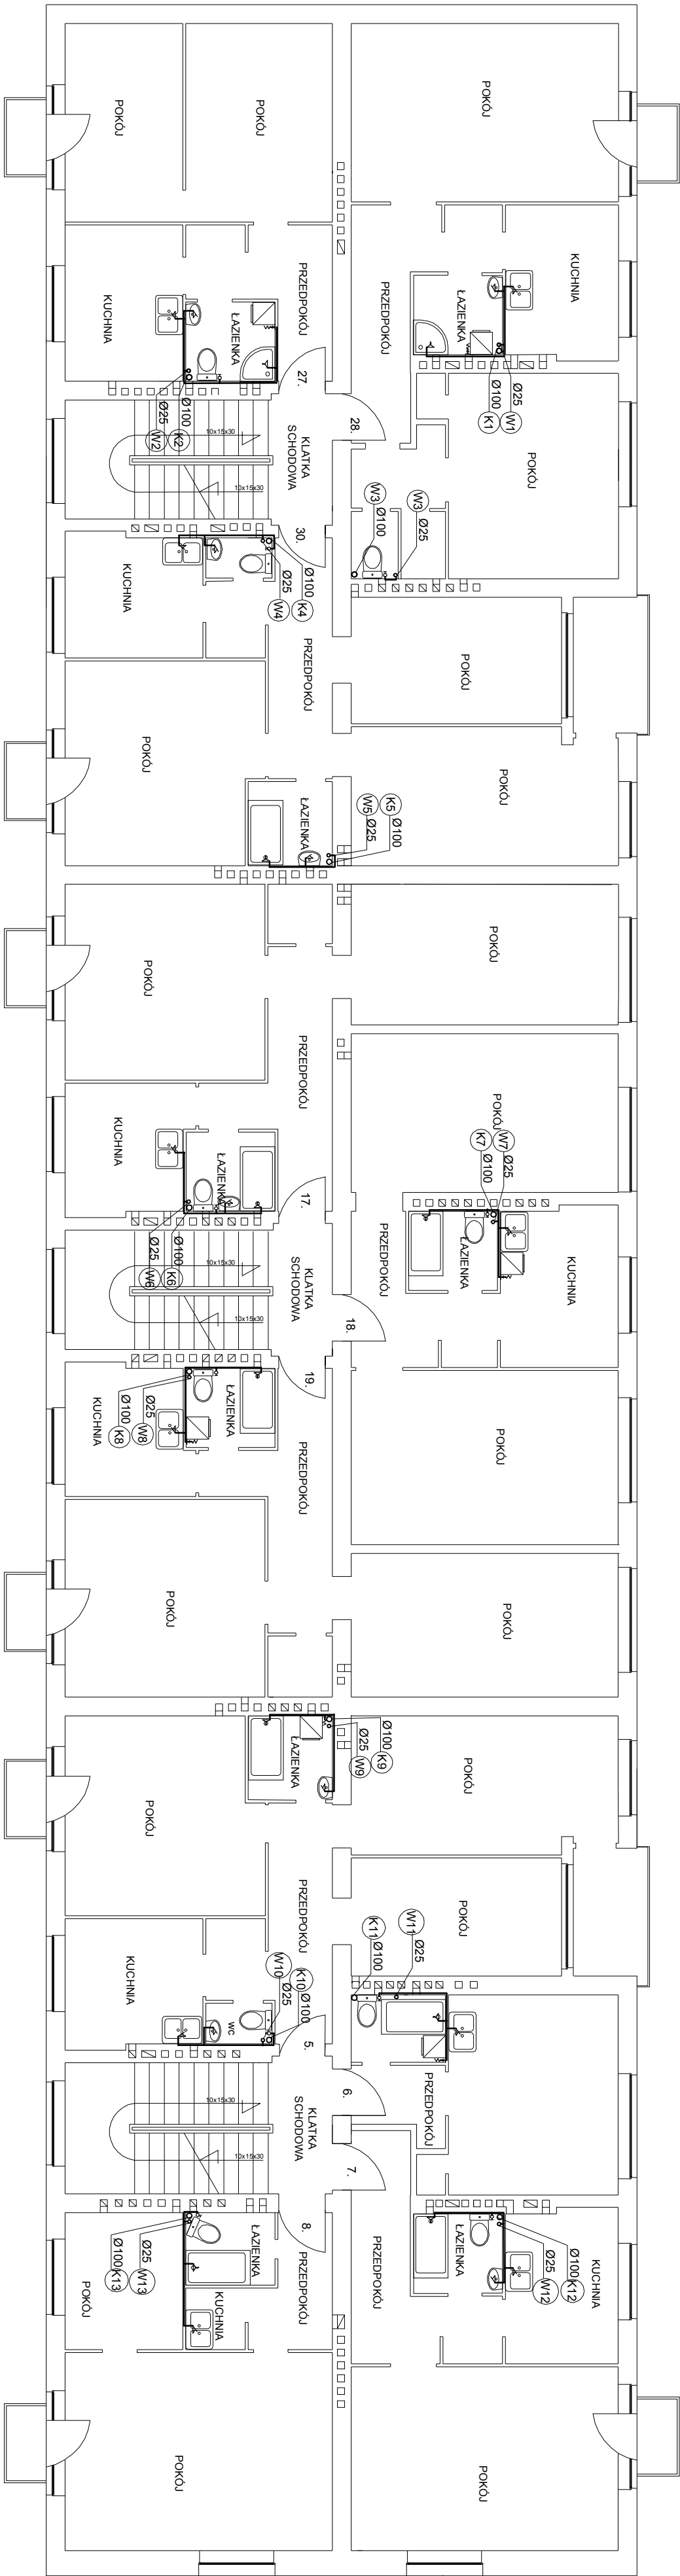 POKÓJ
POKÓJ
POKÓJ
KUCHNIA
ŁAZIENKA
PRZEDPOKÓJ
PRZEDPOKÓJ
ŁAZIENKA
KUCHNIA
27.
28.
Ø25 W1
Ø100 K1
Ø100 K2
Ø25 W2
10x15x30
10x15x30
KLATKA
SCHODOWA
POKÓJ
W3 Ø25
W3 Ø100
30.
Ø100 K4
Ø25 W4
KUCHNIA
PRZEDPOKÓJ
POKÓJ
POKÓJ
POKÓJ
ŁAZIENKA
K5 Ø100
W5 Ø25
POKÓJ
POKÓJ
PRZEDPOKÓJ
POKÓJ
W7 Ø25
K7 Ø100
KUCHNIA
ŁAZIENKA
17.
Ø100 K6
Ø25 W6
KUCHNIA
ŁAZIENKA
PRZEDPOKÓJ
10x15x30
10x15x30
KLATKA
SCHODOWA
18.
19.
ŁAZIENKA
Ø25 W8
Ø100 K8
KUCHNIA
PRZEDPOKÓJ
POKÓJ
POKÓJ
POKÓJ
Ø100 K9
Ø25 W9
ŁAZIENKA
POKÓJ
POKÓJ
PRZEDPOKÓJ
POKÓJ
W11 Ø25
K11 Ø100
KUCHNIA
WC
K10 Ø100
W10 Ø25
5.
6.
7.
8.
PRZEDPOKÓJ
10x15x30
10x15x30
KLATKA
SCHODOWA
KUCHNIA
Ø100 K12
Ø25 W12
ŁAZIENKA
PRZEDPOKÓJ
ŁAZIENKA
PRZEDPOKÓJ
KUCHNIA
Ø25 W13
Ø100 K13
POKÓJ
POKÓJ
POKÓJ